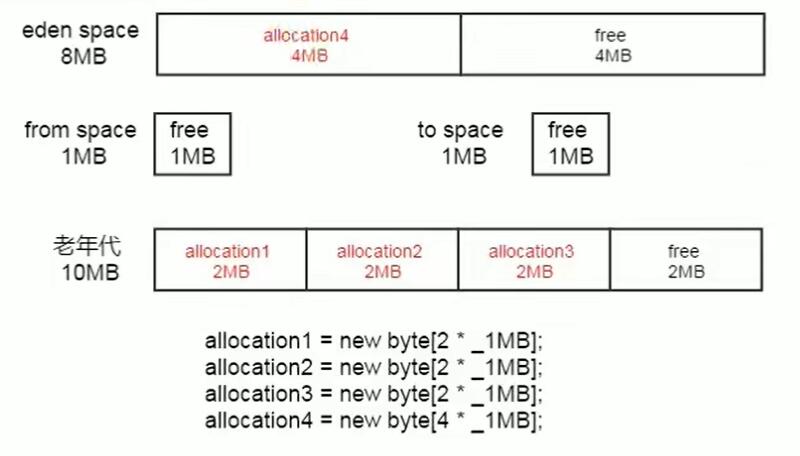 eden space
8MB
allocation4
4MB
free
4MB
from space
1MB
free
1MB
to space
1MB
free
1MB
老年代
10MB
allocation1
2MB
allocation2
2MB
allocation3
2MB
free
2MB
allocation1 = new byte[2 * _1MB];
allocation2 = new byte[2 * _1MB];
allocation3 = new byte[2 * _1MB];
allocation4 = new byte[4 * _1MB];